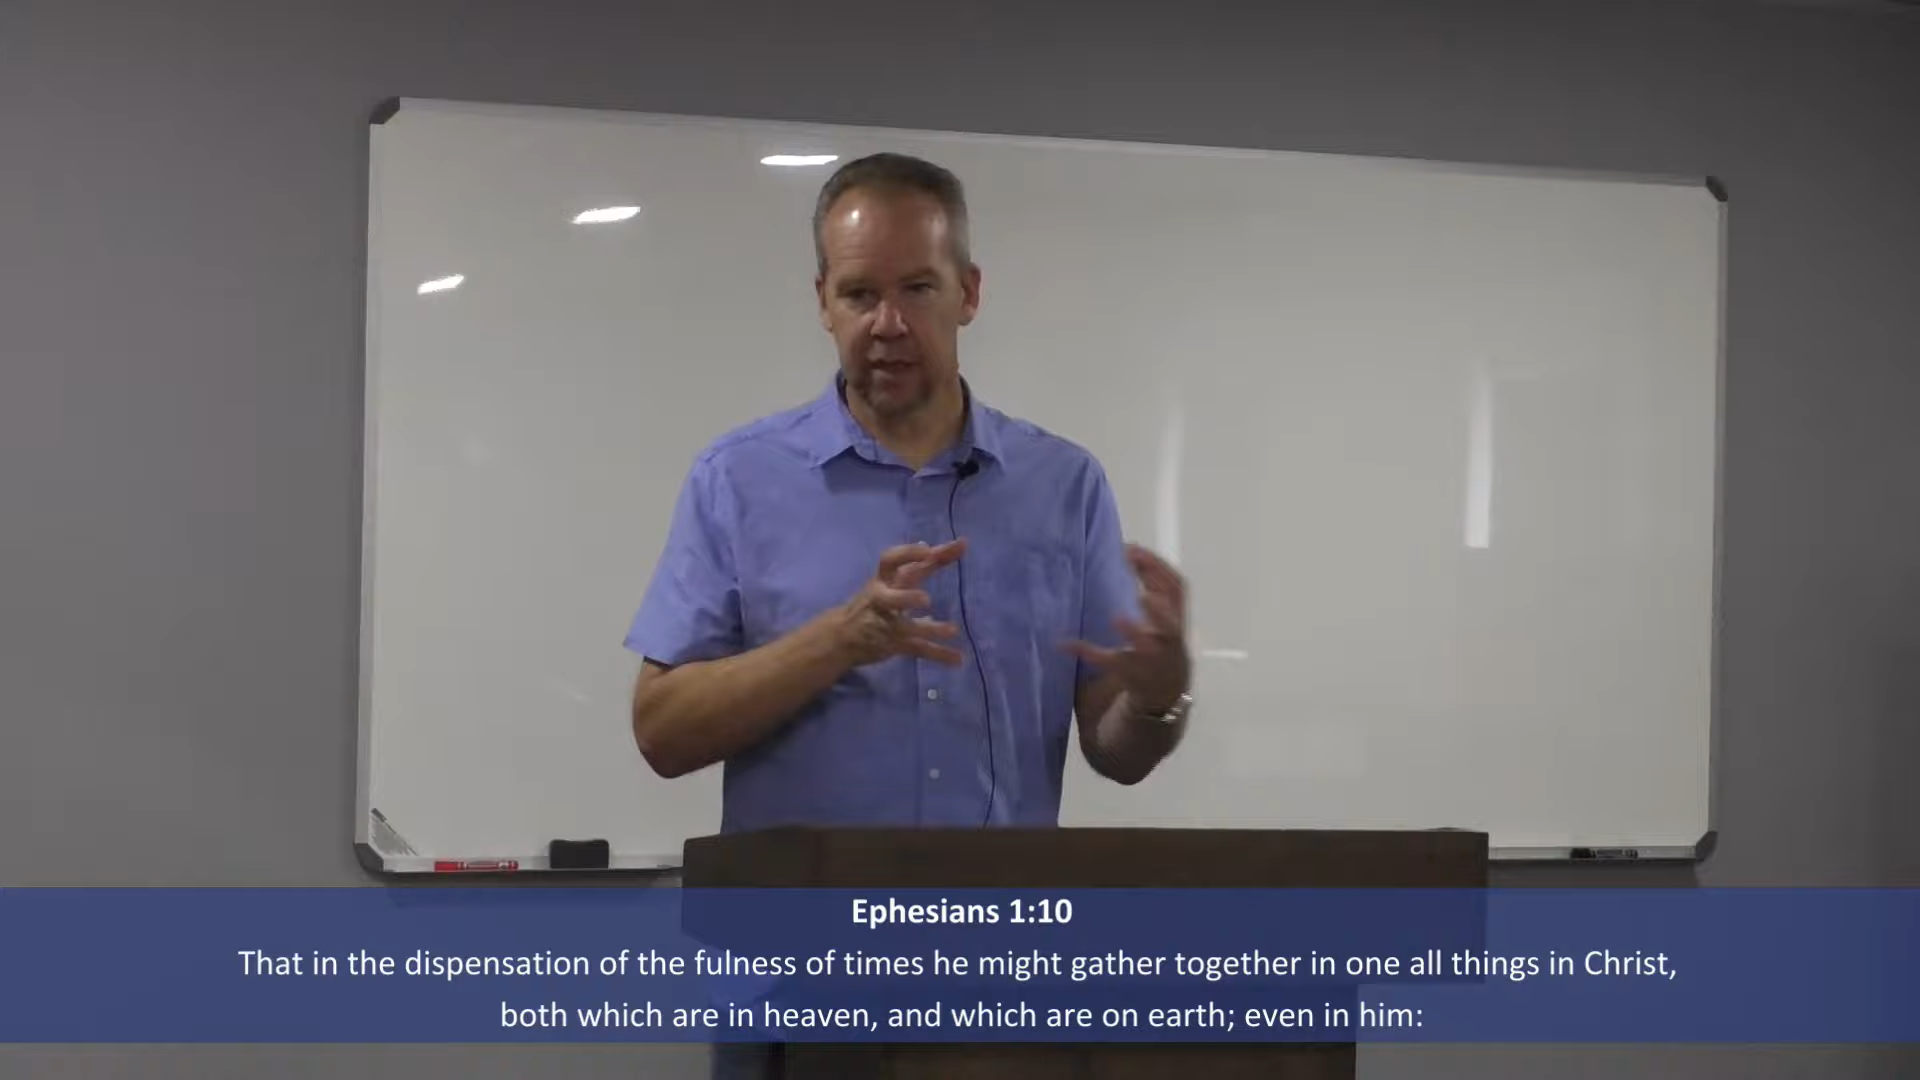 Ephesians 1:10
That in the dispensation of the fulness of times he might gather together in one all things in Christ,
both which are in heaven, and which are on earth; even in him: